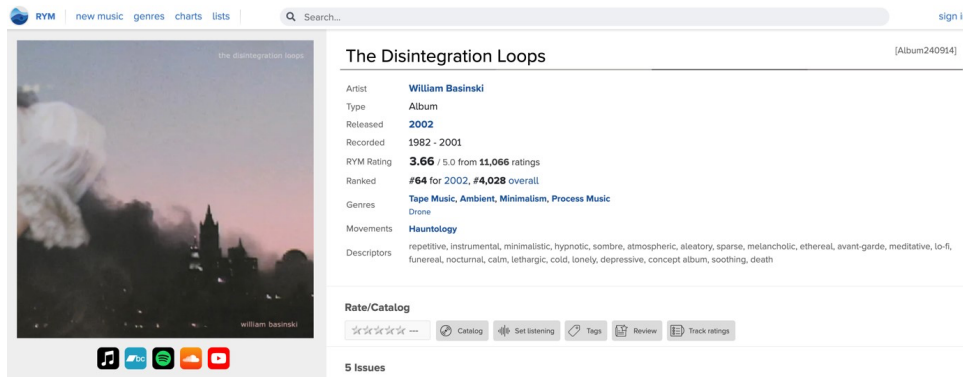 RYM new music genres charts lists Search... sign i
the disintegration loops
william basinski
bc
The Disintegration Loops [Album240914]
Artist William Basinski
Type Album
Released 2002
Recorded 1982 - 2001
RYM Rating 3.66 / 5.0 from 11,066 ratings
Ranked #64 for 2002, #4,028 overall
Genres Tape Music, Ambient, Minimalism, Process Music
Drone
Movements Hauntology
Descriptors repetitive, instrumental, minimalistic, hypnotic, sombre, atmospheric, aleatory, sparse, melancholic, ethereal, avant-garde, meditative, lo-fi,
funereal, nocturnal, calm, lethargic, cold, lonely, depressive, concept album, soothing, death
Rate/Catalog
--- Catalog Set listening Tags Review Track ratings
5 Issues